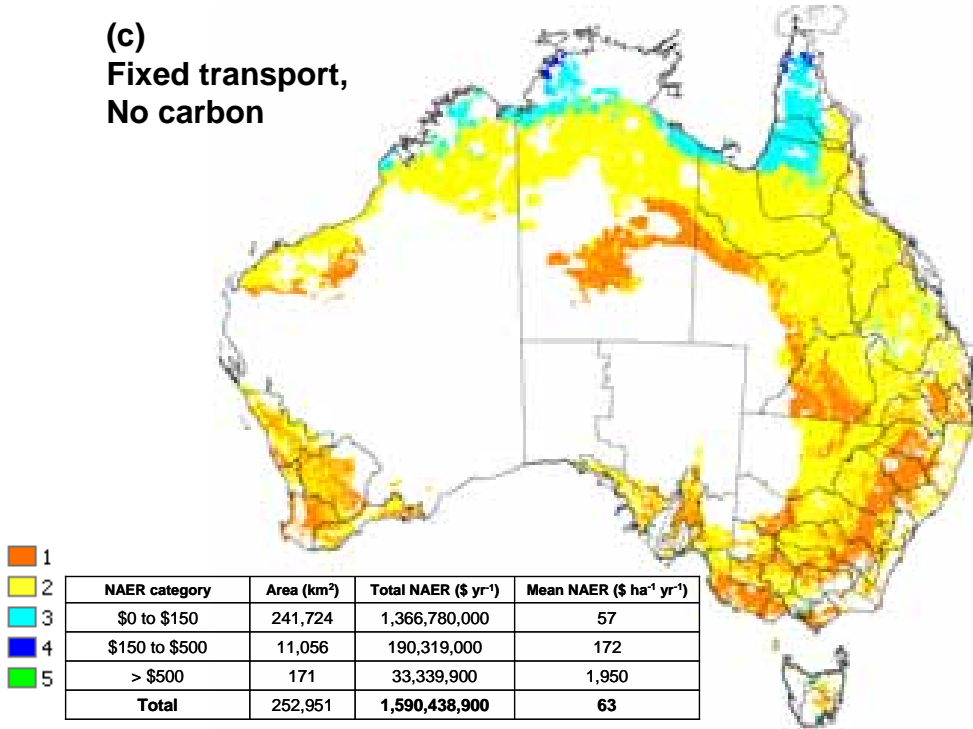 (c)
Fixed transport,
No carbon
1
2
3
4
5
NAER category Area (km²) Total NAER ($ yr⁻¹) Mean NAER ($ ha⁻¹ yr⁻¹)
$0 to $150 241,724 1,366,780,000 57
$150 to $500 11,056 190,319,000 172
> $500 171 33,339,900 1,950
Total 252,951 1,590,438,900 63